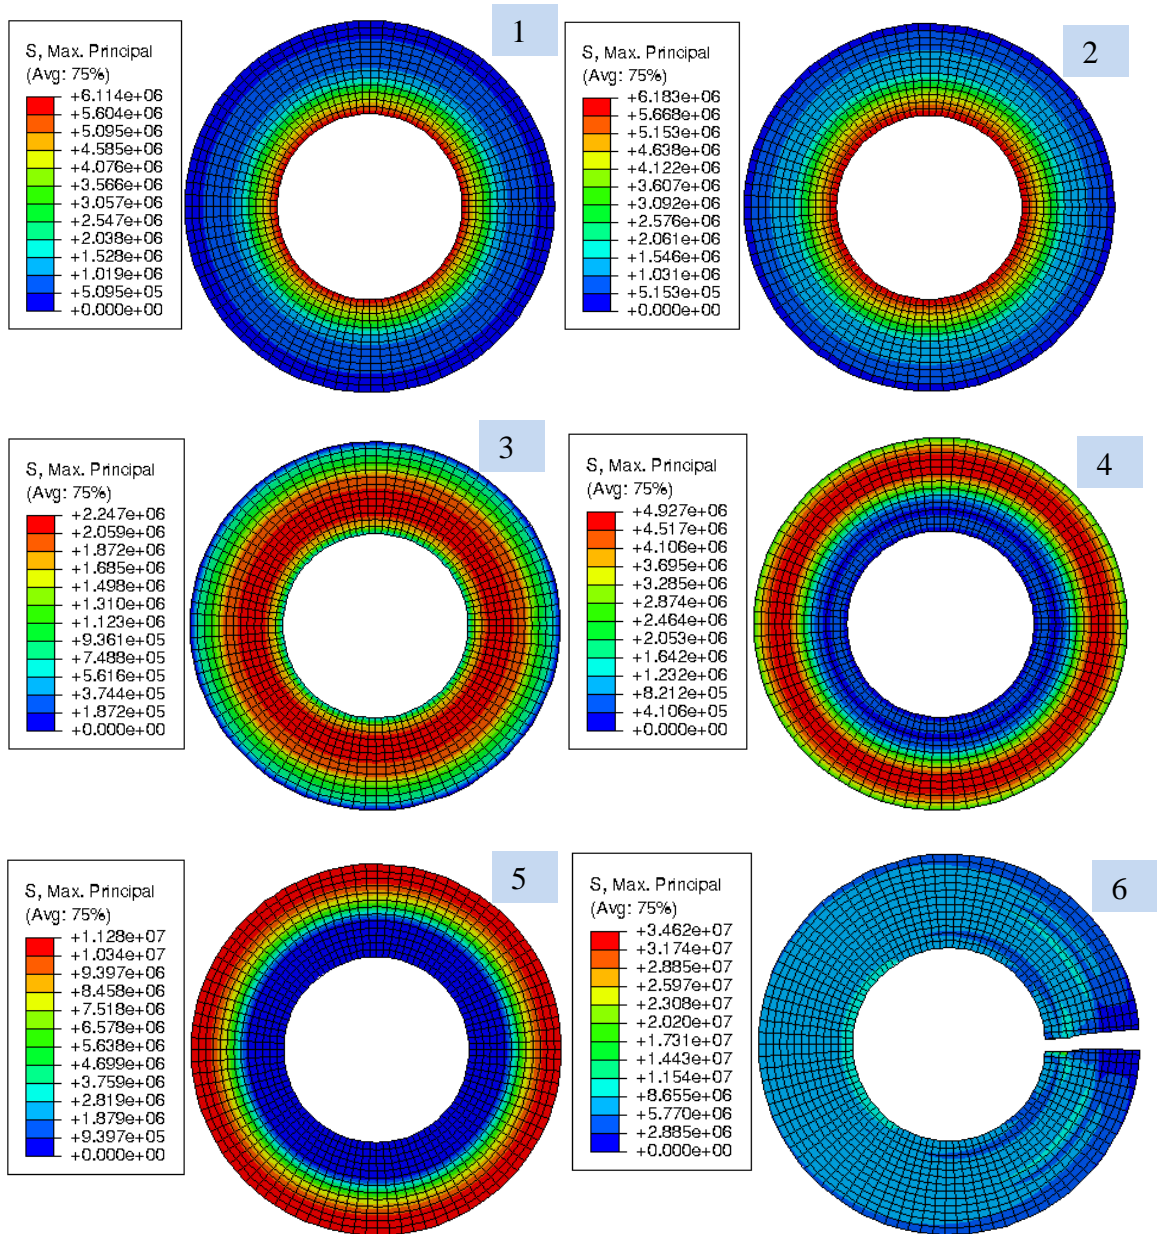 1
S, Max. Principal
(Avg: 75%)
+6.114e+06
+5.604e+06
+5.095e+06
+4.585e+06
+4.076e+06
+3.566e+06
+3.057e+06
+2.547e+06
+2.038e+06
+1.528e+06
+1.019e+06
+5.095e+05
+0.000e+00
2
S, Max. Principal
(Avg: 75%)
+6.183e+06
+5.668e+06
+5.153e+06
+4.638e+06
+4.122e+06
+3.607e+06
+3.092e+06
+2.576e+06
+2.061e+06
+1.546e+06
+1.031e+06
+5.153e+05
+0.000e+00
3
S, Max. Principal
(Avg: 75%)
+2.247e+06
+2.059e+06
+1.872e+06
+1.685e+06
+1.498e+06
+1.310e+06
+1.123e+06
+9.361e+05
+7.488e+05
+5.616e+05
+3.744e+05
+1.872e+05
+0.000e+00
4
S, Max. Principal
(Avg: 75%)
+4.927e+06
+4.517e+06
+4.106e+06
+3.695e+06
+3.285e+06
+2.874e+06
+2.464e+06
+2.053e+06
+1.642e+06
+1.232e+06
+8.212e+05
+4.106e+05
+0.000e+00
5
S, Max. Principal
(Avg: 75%)
+1.128e+07
+1.034e+07
+9.397e+06
+8.458e+06
+7.518e+06
+6.578e+06
+5.638e+06
+4.699e+06
+3.759e+06
+2.819e+06
+1.879e+06
+9.397e+05
+0.000e+00
6
S, Max. Principal
(Avg: 75%)
+3.462e+07
+3.174e+07
+2.885e+07
+2.597e+07
+2.308e+07
+2.020e+07
+1.731e+07
+1.443e+07
+1.154e+07
+8.655e+06
+5.770e+06
+2.885e+06
+0.000e+00